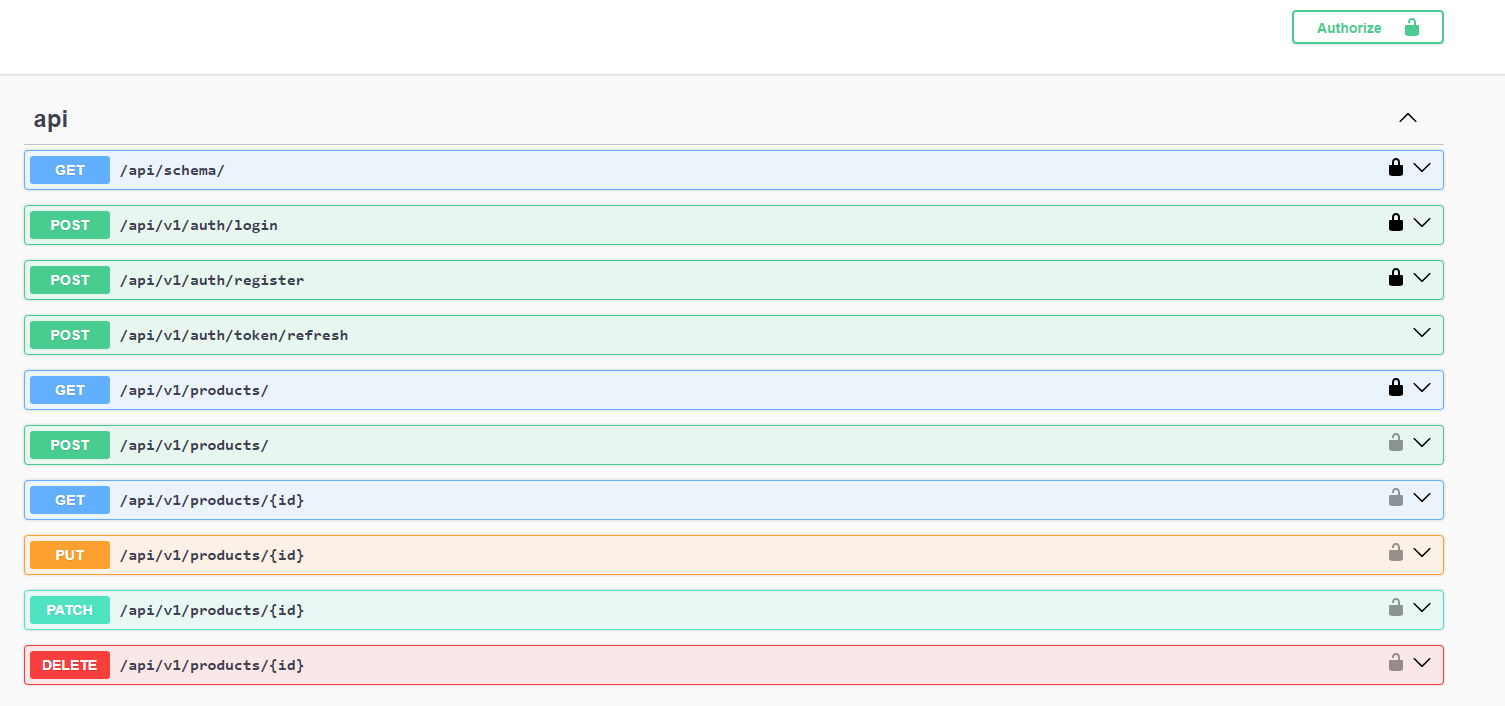 Authorize
api
GET /api/schema/
POST /api/v1/auth/login
POST /api/v1/auth/register
POST /api/v1/auth/token/refresh
GET /api/v1/products/
POST /api/v1/products/
GET /api/v1/products/{id}
PUT /api/v1/products/{id}
PATCH /api/v1/products/{id}
DELETE /api/v1/products/{id}